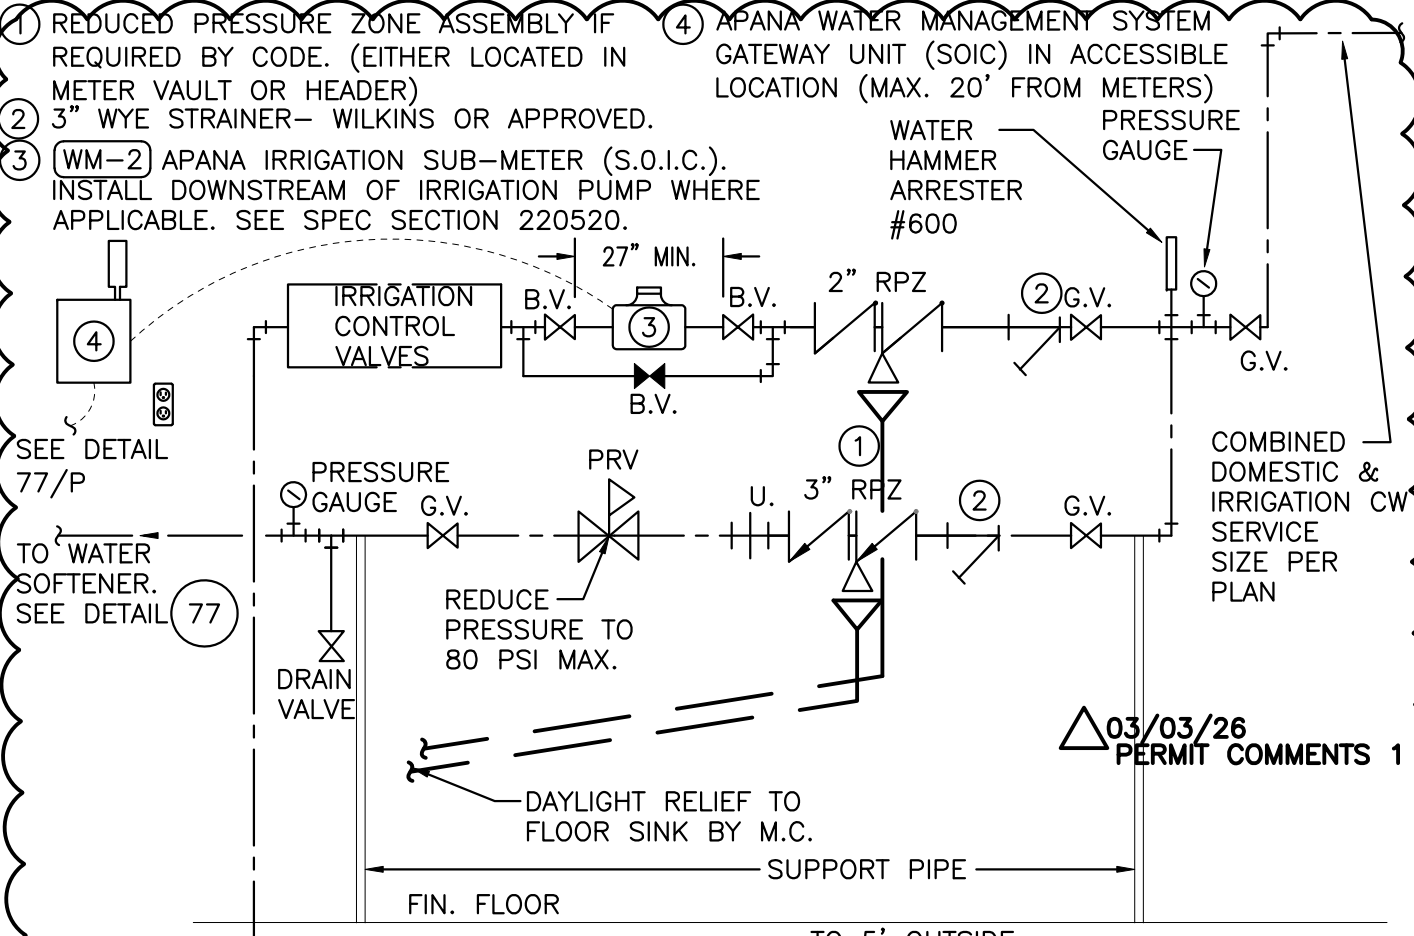 1 REDUCED PRESSURE ZONE ASSEMBLY IF
REQUIRED BY CODE. (EITHER LOCATED IN
METER VAULT OR HEADER)
2 3” WYE STRAINER– WILKINS OR APPROVED.
3 WM–2 APANA IRRIGATION SUB–METER (S.O.I.C.).
INSTALL DOWNSTREAM OF IRRIGATION PUMP WHERE
APPLICABLE. SEE SPEC SECTION 220520.
4 APANA WATER MANAGEMENT SYSTEM
GATEWAY UNIT (SOIC) IN ACCESSIBLE
LOCATION (MAX. 20’ FROM METERS)
WATER
HAMMER
ARRESTER
#600
PRESSURE
GAUGE
27” MIN.
IRRIGATION
CONTROL
VALVES
B.V.
3
B.V.
B.V.
2” RPZ
2
G.V.
G.V.
4
SEE DETAIL
77/P
1
COMBINED
DOMESTIC &
IRRIGATION CW
SERVICE
SIZE PER
PLAN
PRESSURE
GAUGE
G.V.
PRV
U.
3” RPZ
2
G.V.
TO WATER
SOFTENER.
SEE DETAIL 77
REDUCE
PRESSURE TO
80 PSI MAX.
DRAIN
VALVE
03/03/26
PERMIT COMMENTS 1
DAYLIGHT RELIEF TO
FLOOR SINK BY M.C.
SUPPORT PIPE
FIN. FLOOR
TO 5’ OUTSIDE